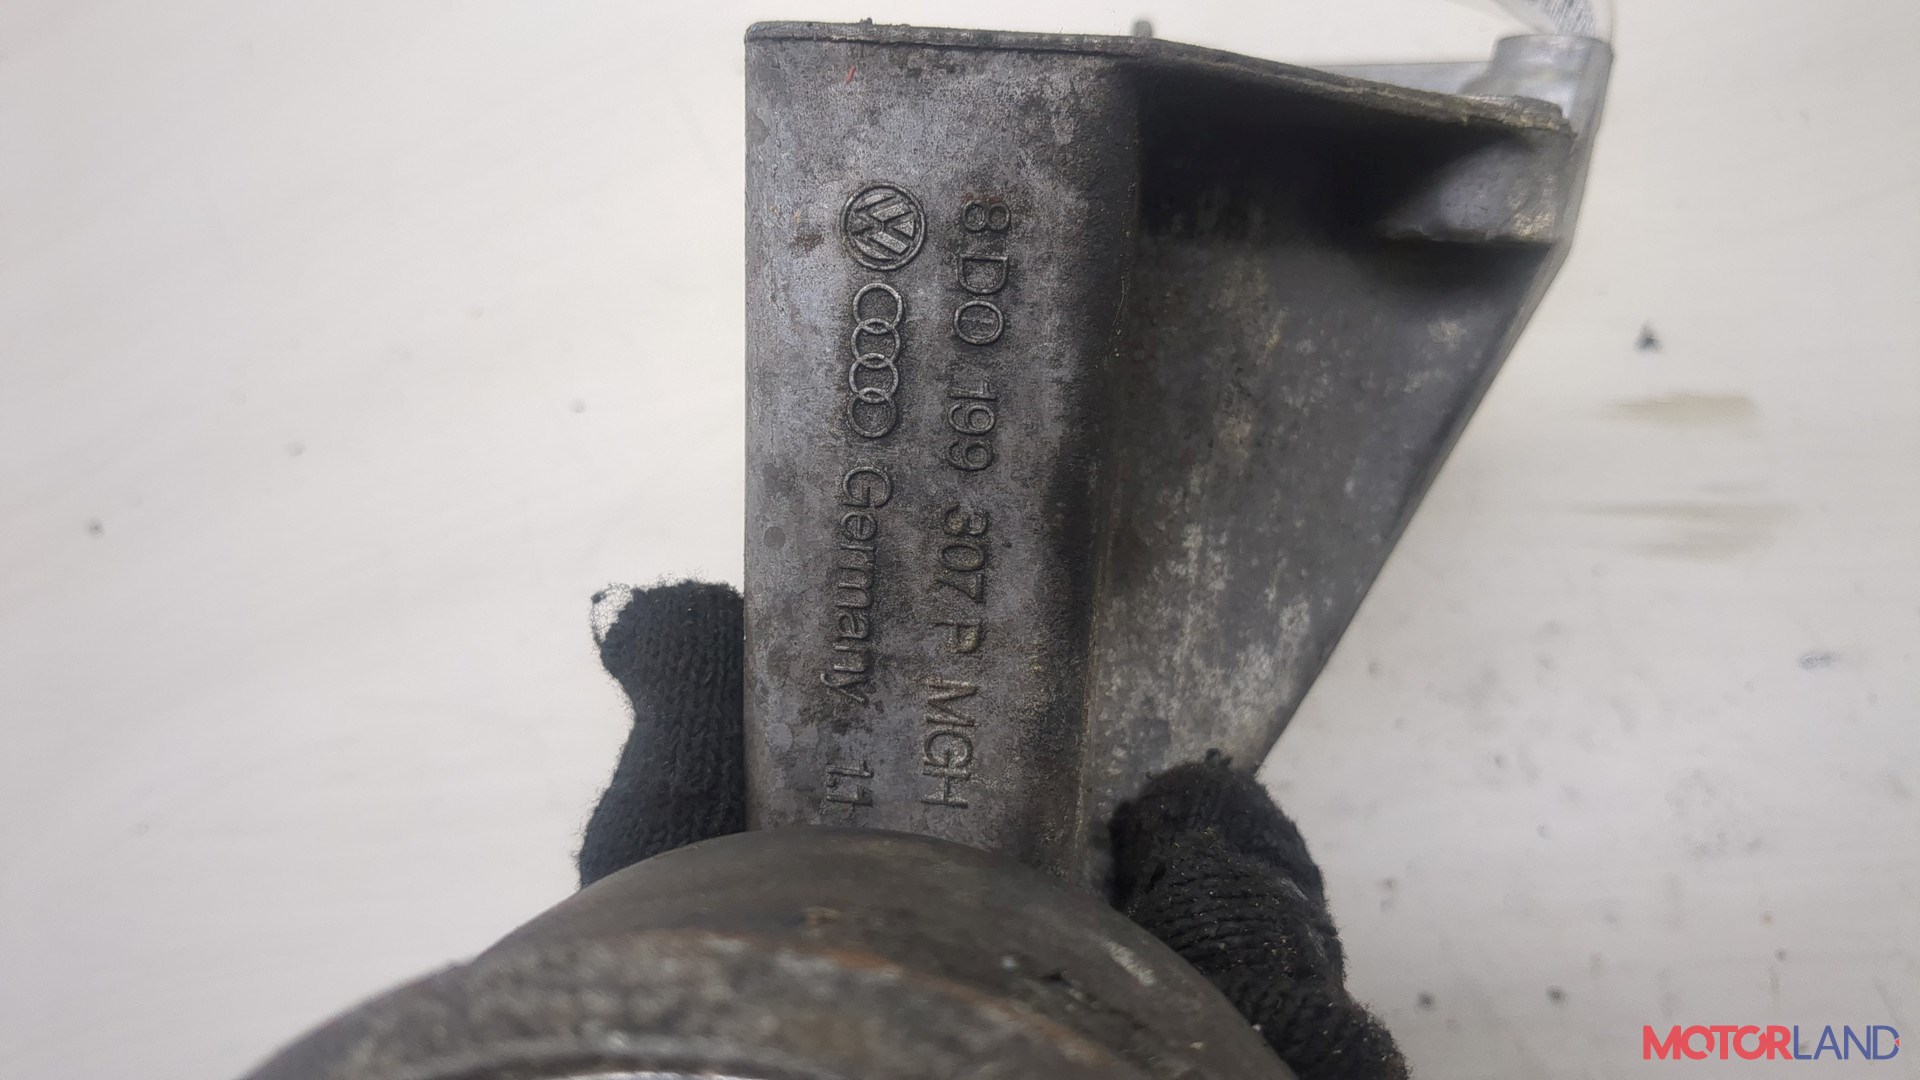 8D0 199 307 P MGH
Germany 1.1
MOTORLAND